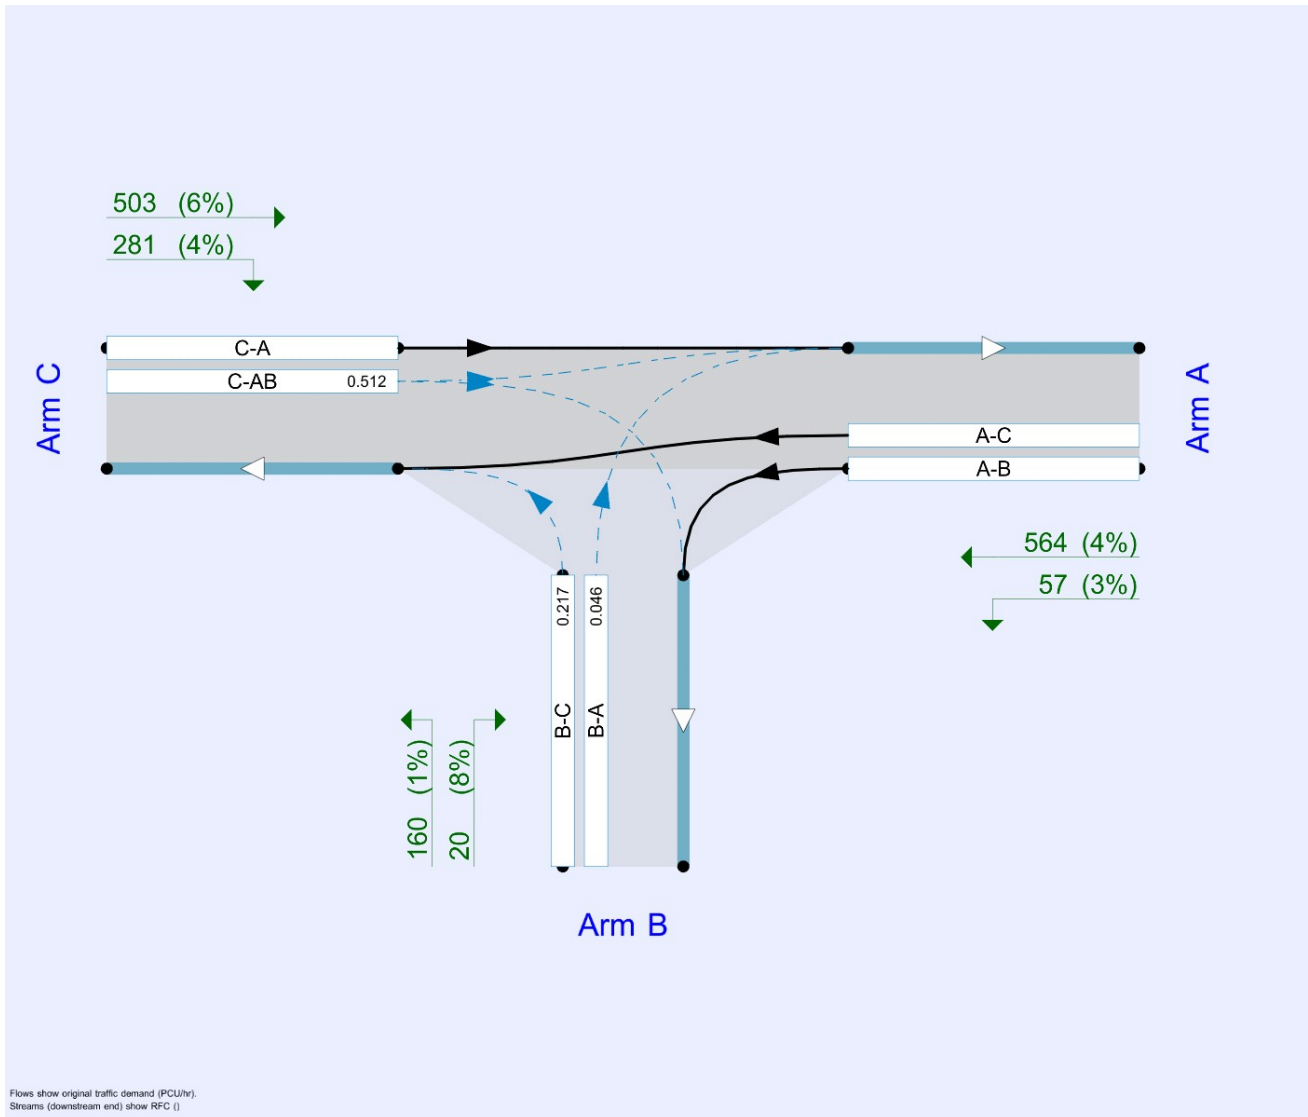 503 (6%)
281 (4%)
C-A
C-AB 0.512
Arm C
Arm A
A-C
A-B
564 (4%)
57 (3%)
0.217
0.046
B-C
B-A
160 (1%)
20 (8%)
Arm B
Flows show original traffic demand (PCU/hr).
Streams (downstream end) show RFC ()